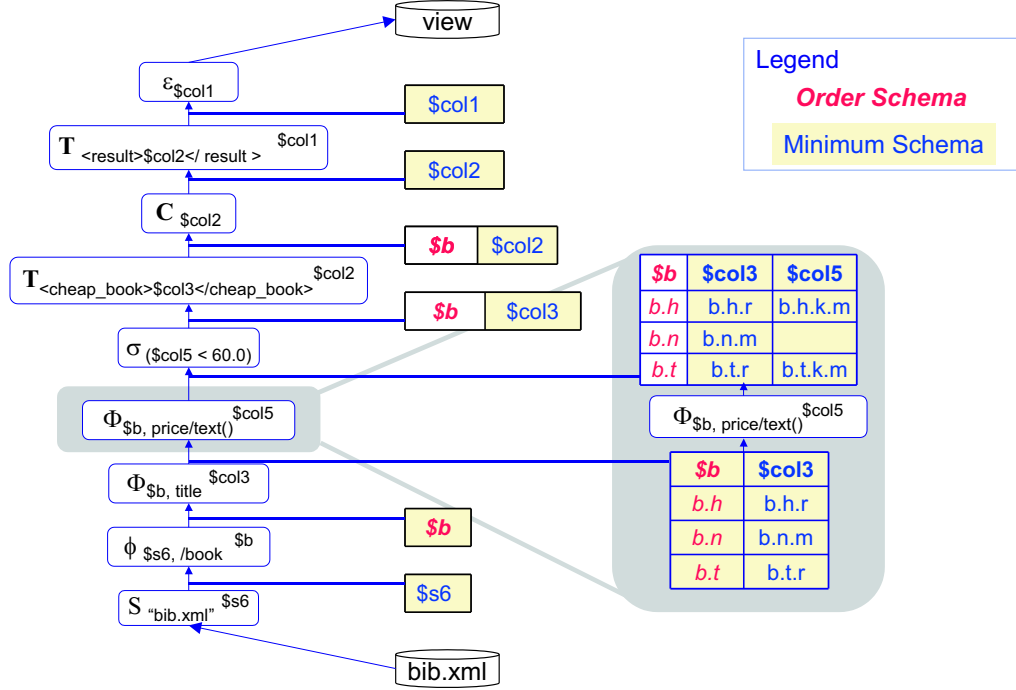 view
Legend
Order Schema
Minimum Schema
ε $col1
$col1
T <result>$col2</ result > $col1
$col2
C $col2
$b $col2
T <cheap_book>$col3</cheap_book> $col2
$b $col3
σ ($col5 < 60.0)
Φ $b, price/text() $col5
Φ $b, title $col3
$b
ϕ $s6, /book $b
$s6
S “bib.xml” $s6
bib.xml
$b $col3 $col5
b.h b.h.r b.h.k.m
b.n b.n.m
b.t b.t.r b.t.k.m
Φ $b, price/text() $col5
$b $col3
b.h b.h.r
b.n b.n.m
b.t b.t.r